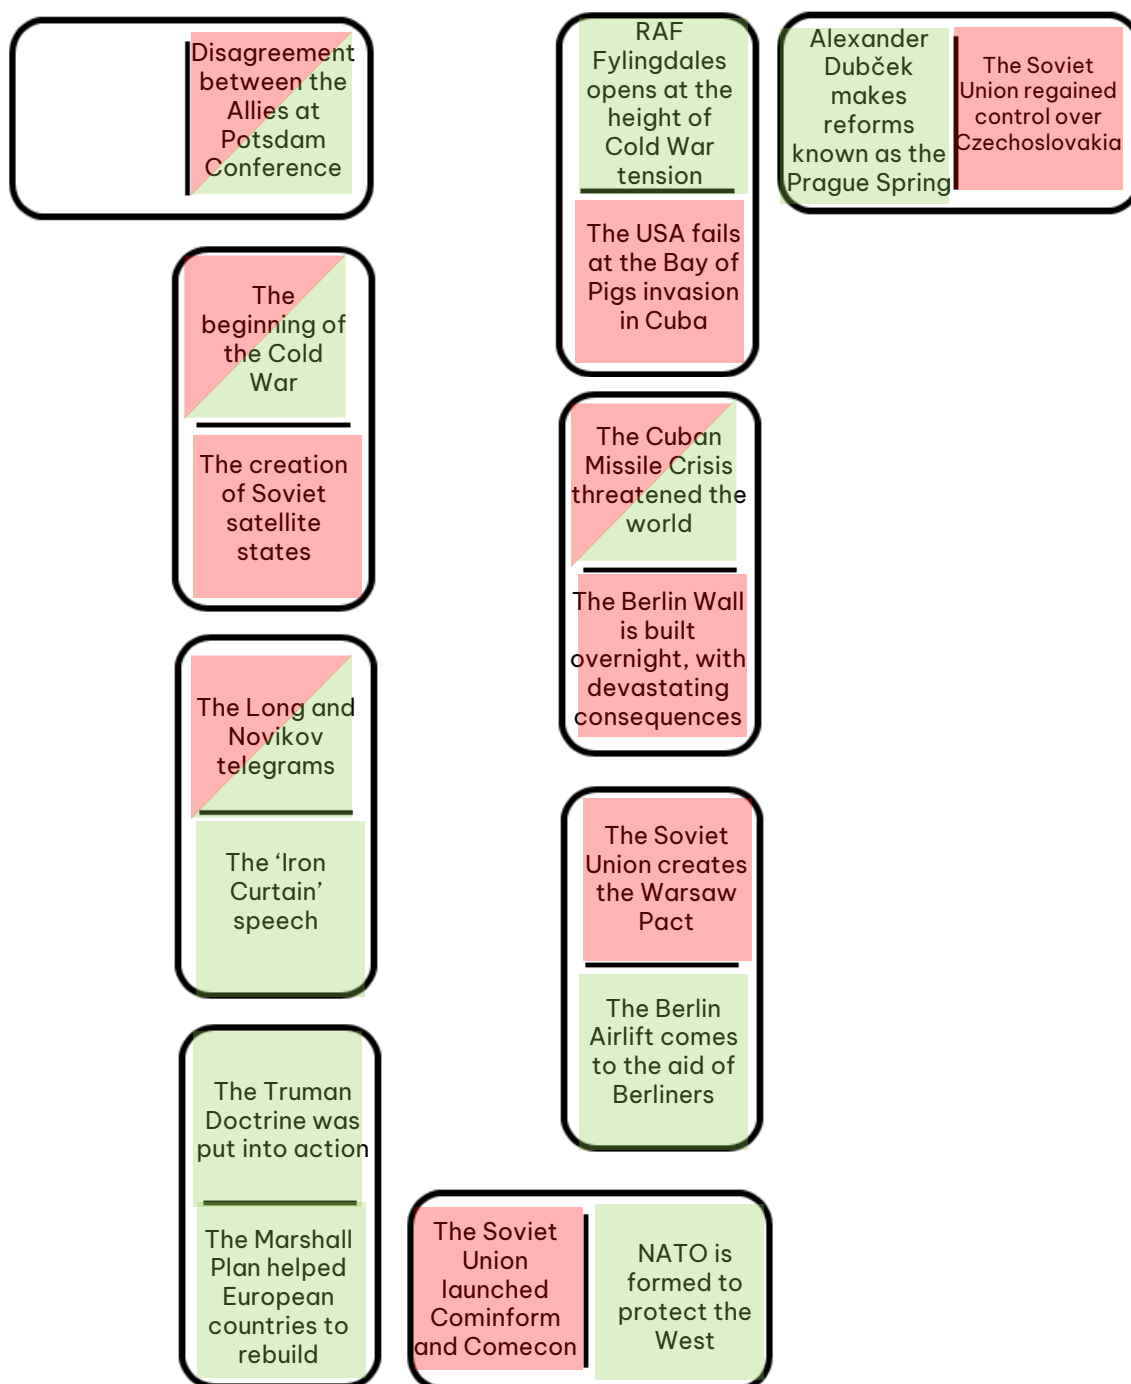 Disagreement
between the
Allies at
Potsdam
Conference
The
beginning of
the Cold
War
The creation
of Soviet
satellite
states
The Long and
Novikov
telegrams
The ‘Iron
Curtain’
speech
The Truman
Doctrine was
put into action
The Marshall
Plan helped
European
countries to
rebuild
The Soviet
Union
launched
Cominform
and Comecon
NATO is
formed to
protect the
West
The Soviet
Union creates
the Warsaw
Pact
The Berlin
Airlift comes
to the aid of
Berliners
The Cuban
Missile Crisis
threatened the
world
The Berlin Wall
is built
overnight, with
devastating
consequences
RAF
Fylingdales
opens at the
height of
Cold War
tension
The USA fails
at the Bay of
Pigs invasion
in Cuba
Alexander
Dubček
makes
reforms
known as the
Prague Spring
The Soviet
Union regained
control over
Czechoslovakia